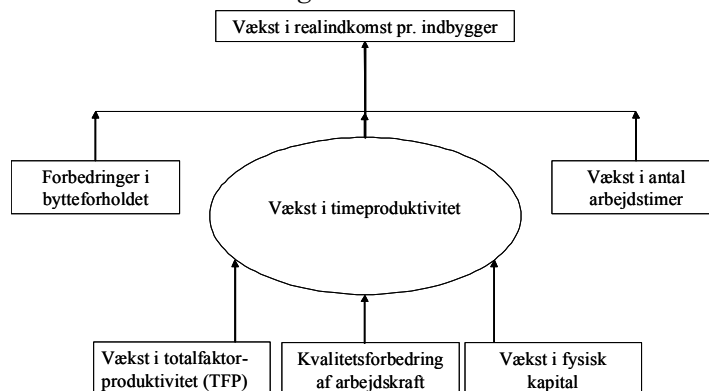 Vækst i realindkomst pr. indbygger
Forbedringer i
bytteforholdet
Vækst i timeproduktivitet
Vækst i antal
arbejdstimer
Vækst i totalfaktor-
produktivitet (TFP)
Kvalitetsforbedring
af arbejdskraft
Vækst i fysisk
kapital